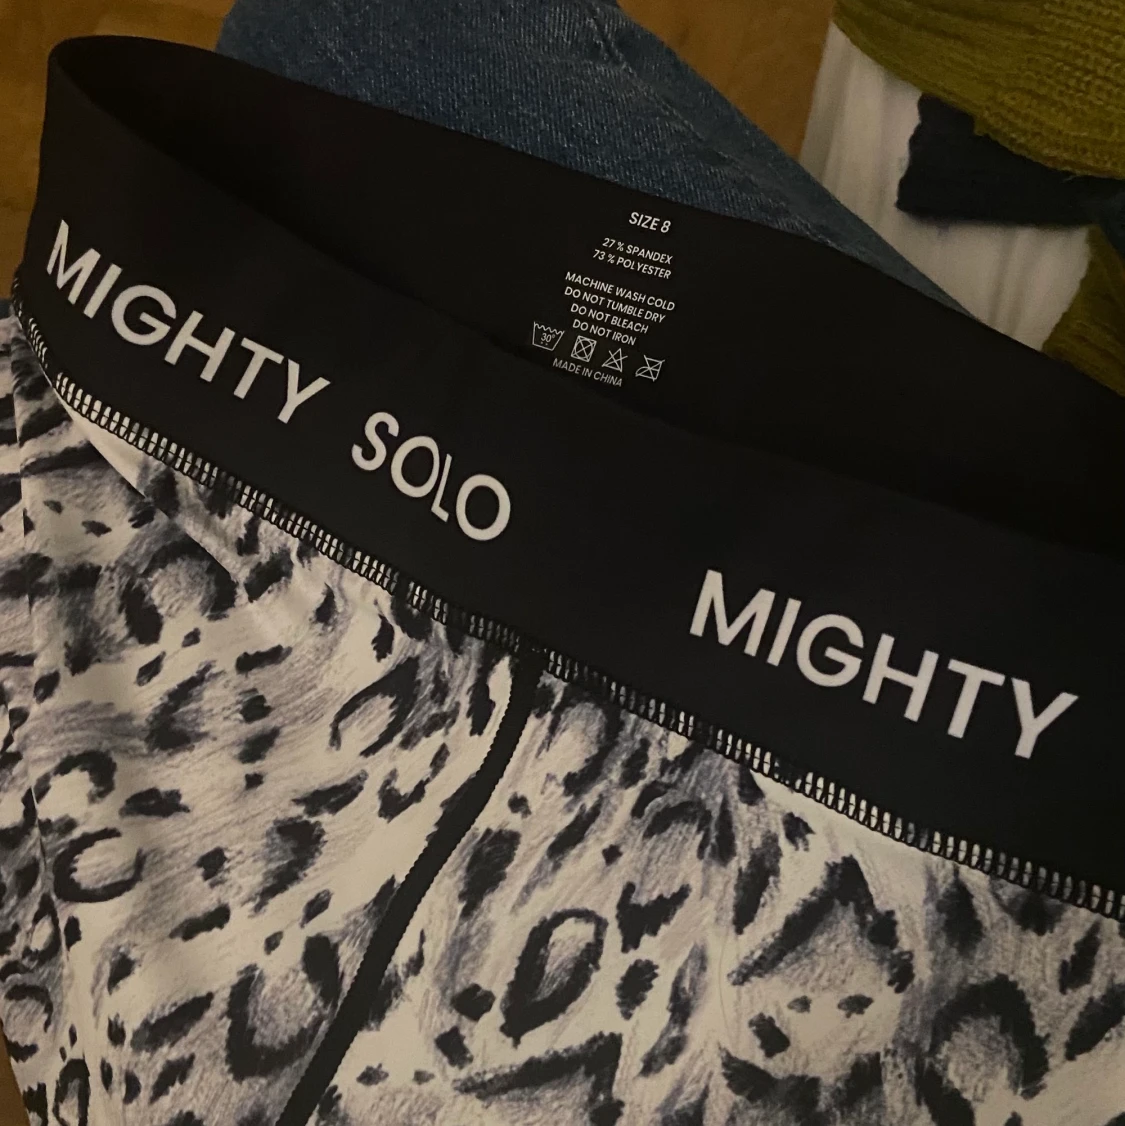 SIZE 8
27 % SPANDEX
73 % POLYESTER
MACHINE WASH COLD
DO NOT TUMBLE DRY
DO NOT BLEACH
DO NOT IRON
30°
MADE IN CHINA
MIGHTY SOLO
MIGHTY